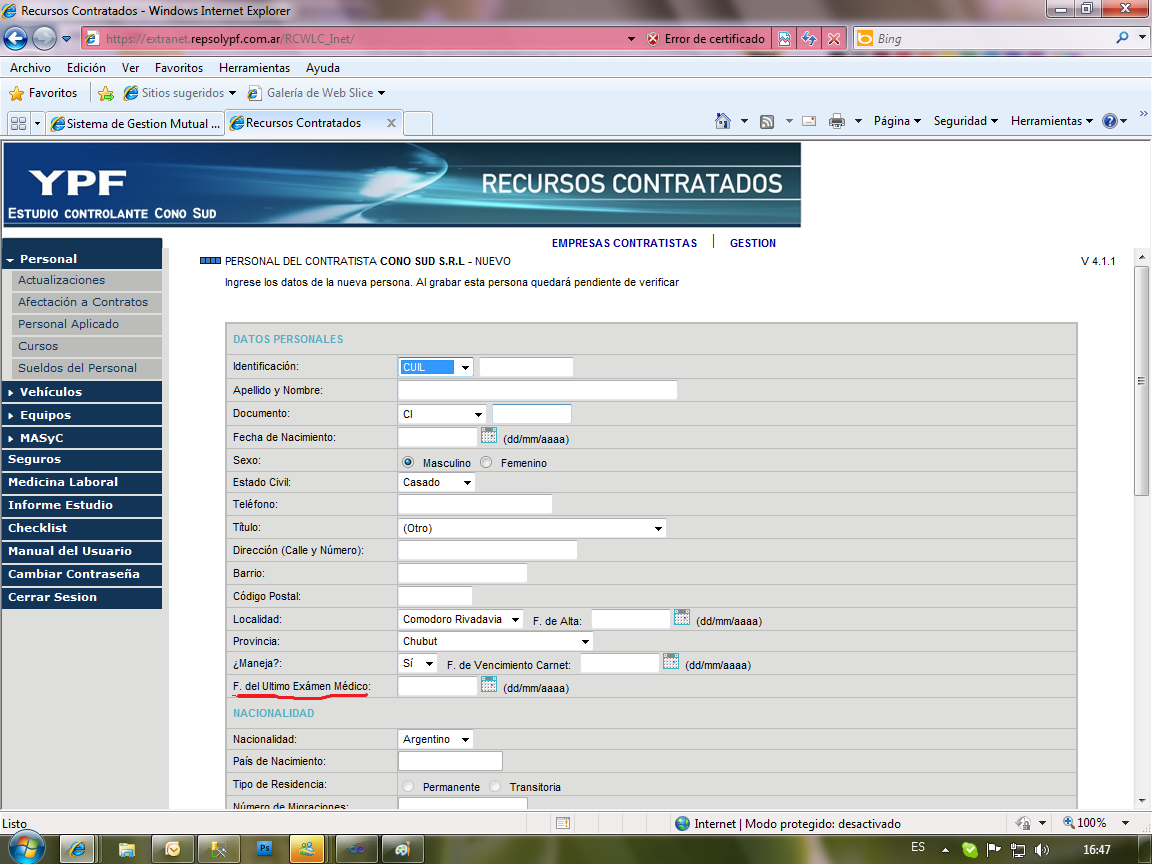 Recursos Contratados - Windows Internet Explorer
https://extranet.repsolypf.com.ar/RCWLC_Inet/
Error de certificado
Bing
Archivo Edición Ver Favoritos Herramientas Ayuda
Favoritos Sitios sugeridos Galería de Web Slice
Sistema de Gestion Mutual ... Recursos Contratados Página Seguridad Herramientas
YPF
RECURSOS CONTRATADOS
ESTUDIO CONTROLANTE CONO SUD
EMPRESAS CONTRATISTAS | GESTION
Personal
Actualizaciones
Afectación a Contratos
Personal Aplicado
Cursos
Sueldos del Personal
Vehículos
Equipos
MASyC
Seguros
Medicina Laboral
Informe Estudio
Checklist
Manual del Usuario
Cambiar Contraseña
Cerrar Sesion
PERSONAL DEL CONTRATISTA CONO SUD S.R.L - NUEVO
V 4.1.1
Ingrese los datos de la nueva persona. Al grabar esta persona quedará pendiente de verificar
DATOS PERSONALES
Identificación: CUIL
Apellido y Nombre:
Documento: CI
Fecha de Nacimiento: (dd/mm/aaaa)
Sexo: Masculino Femenino
Estado Civil: Casado
Teléfono:
Título: (Otro)
Dirección (Calle y Número):
Barrio:
Código Postal:
Localidad: Comodoro Rivadavia F. de Alta: (dd/mm/aaaa)
Provincia: Chubut
¿Maneja?: Sí F. de Vencimiento Carnet: (dd/mm/aaaa)
F. del Ultimo Exámen Médico: (dd/mm/aaaa)
NACIONALIDAD
Nacionalidad: Argentino
País de Nacimiento:
Tipo de Residencia: Permanente Transitoria
Número de Migraciones:
Listo
Internet | Modo protegido: desactivado
100%
Ps
ES
16:47